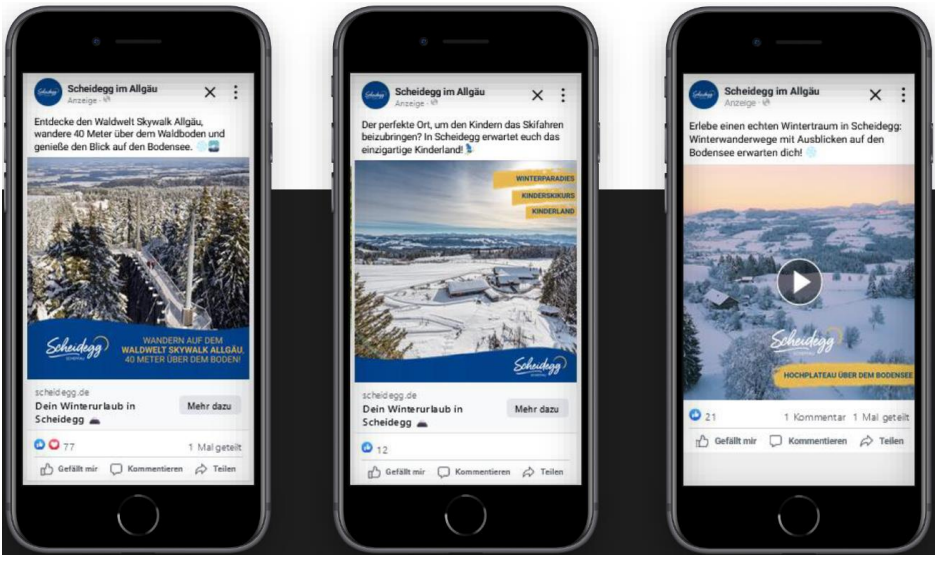 Scheidegg im Allgäu
Anzeige
Entdecke den Waldwelt Skywalk Allgäu,
wandere 40 Meter über dem Waldboden und
genieße den Blick auf den Bodensee.
Scheidegg
WANDERN AUF DEM
WALDWELT SKYWALK ALLGÄU,
40 METER ÜBER DEM BODEN!
scheidegg.de
Dein Winterurlaub in
Scheidegg
Mehr dazu
77
1 Mal geteilt
Gefällt mir
Kommentieren
Teilen
Scheidegg im Allgäu
Anzeige
Der perfekte Ort, um den Kindern das Skifahren
beizubringen? In Scheidegg erwartet euch das
einzigartige Kinderland!
WINTERPARADIES
KINDERSKIKURS
KINDERLAND
Scheidegg
scheidegg.de
Dein Winterurlaub in
Scheidegg
Mehr dazu
12
Gefällt mir
Kommentieren
Teilen
Scheidegg im Allgäu
Anzeige
Erlebe einen echten Wintertraum in Scheidegg:
Winterwanderwege mit Ausblicken auf den
Bodensee erwarten dich!
Scheidegg
HOCHPLATEAU ÜBER DEM BODENSEE
21
1 Kommentar 1 Mal geteilt
Gefällt mir
Kommentieren
Teilen